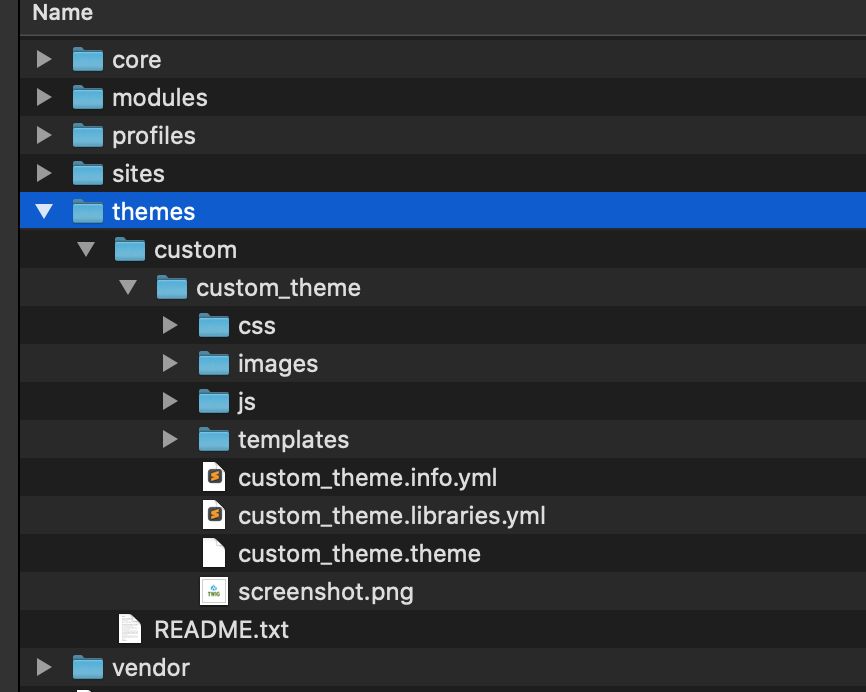 Name
core
modules
profiles
sites
themes
custom
custom_theme
css
images
js
templates
custom_theme.info.yml
custom_theme.libraries.yml
custom_theme.theme
TWIG
screenshot.png
README.txt
vendor